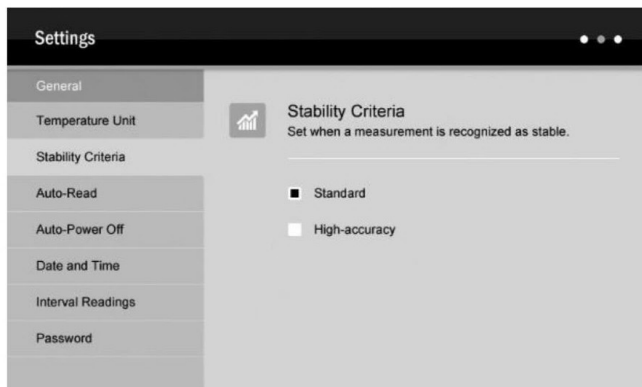 Settings
General
Temperature Unit
Stability Criteria
Auto-Read
Auto-Power Off
Date and Time
Interval Readings
Password
Stability Criteria
Set when a measurement is recognized as stable.
Standard
High-accuracy